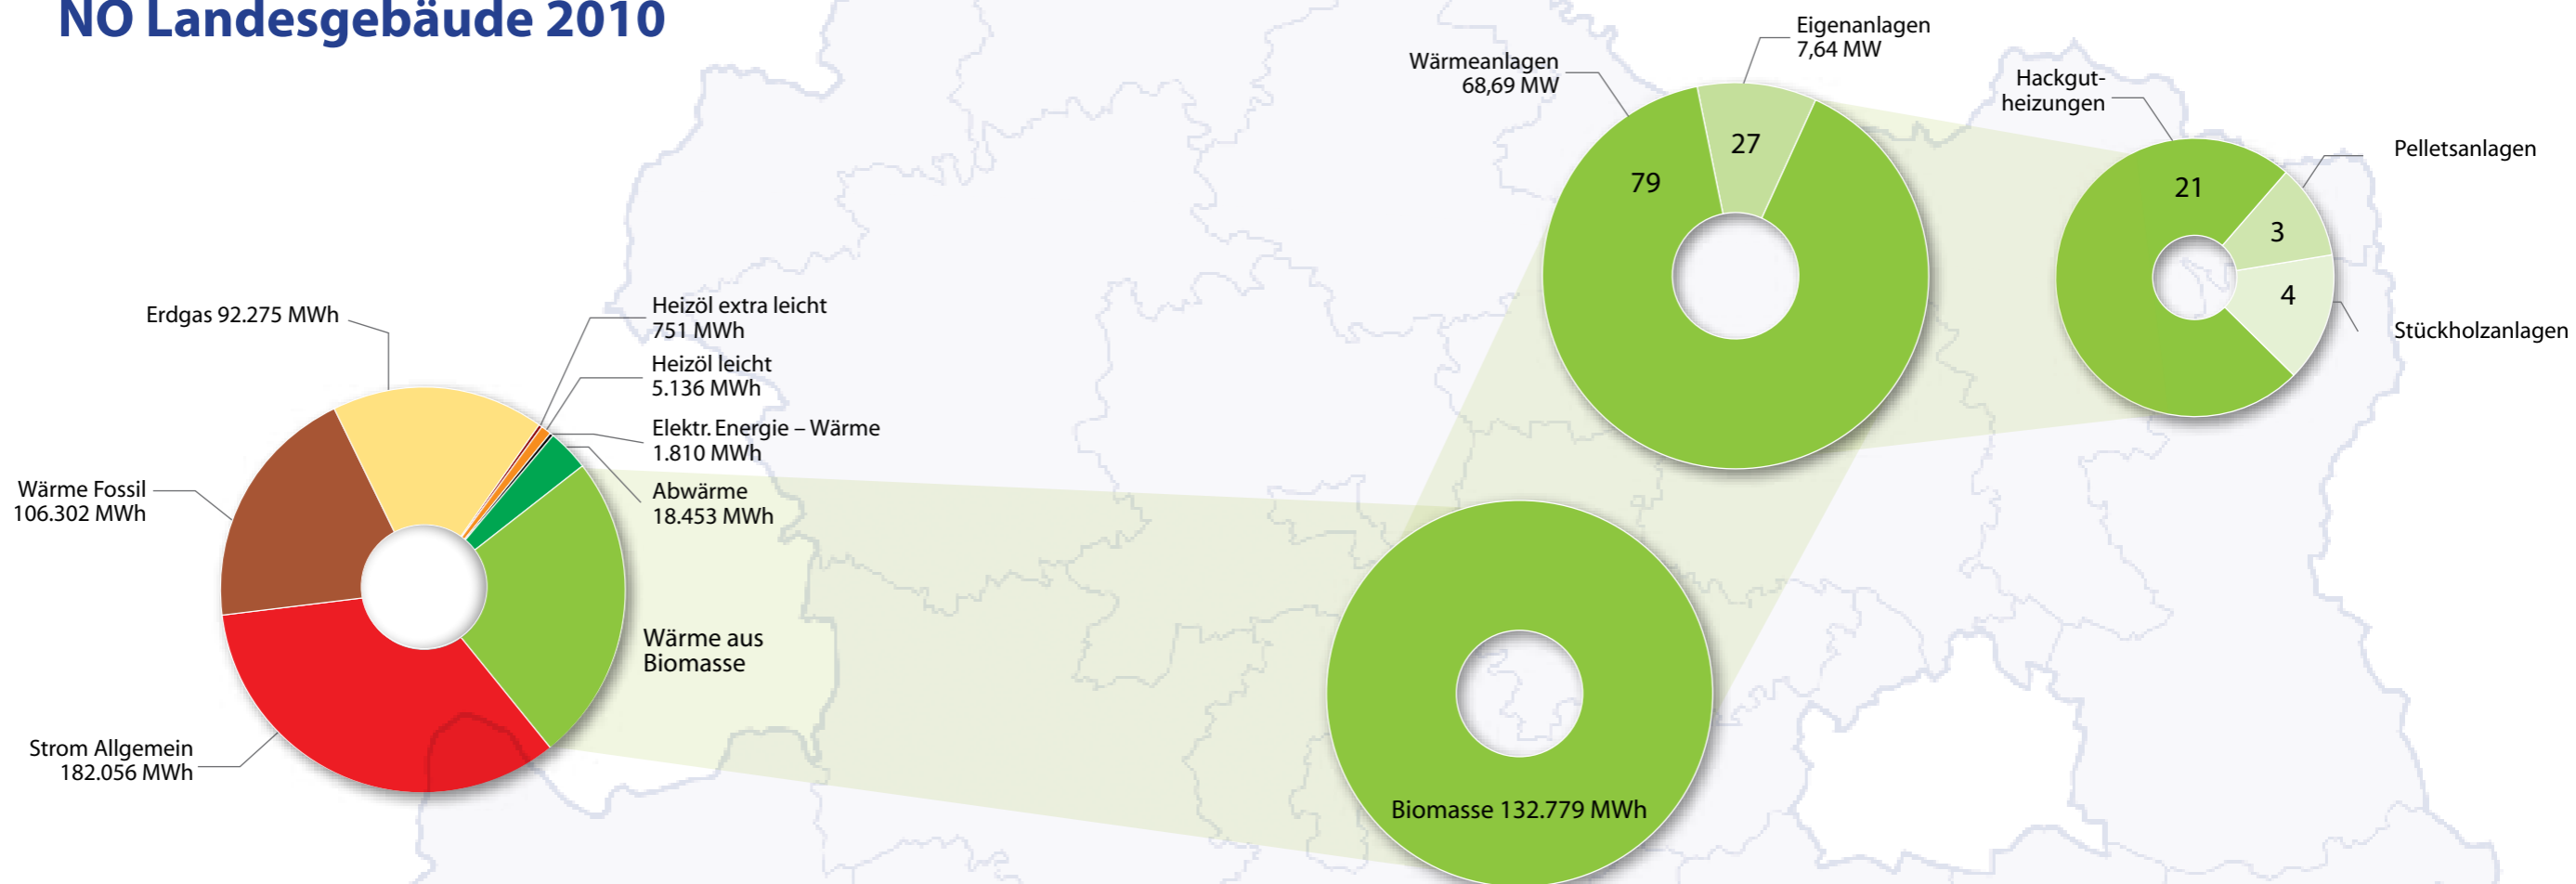 NÖ Landesgebäude 2010
Eigenanlagen
7,64 MW
Wärmeanlagen
68,69 MW
Hackgut-
heizungen
Pelletsanlagen
27
79
21
3
4
Stückholzanlagen
Erdgas 92.275 MWh
Heizöl extra leicht
751 MWh
Heizöl leicht
5.136 MWh
Elektr. Energie – Wärme
1.810 MWh
Abwärme
18.453 MWh
Wärme Fossil
106.302 MWh
Wärme aus
Biomasse
Strom Allgemein
182.056 MWh
Biomasse 132.779 MWh